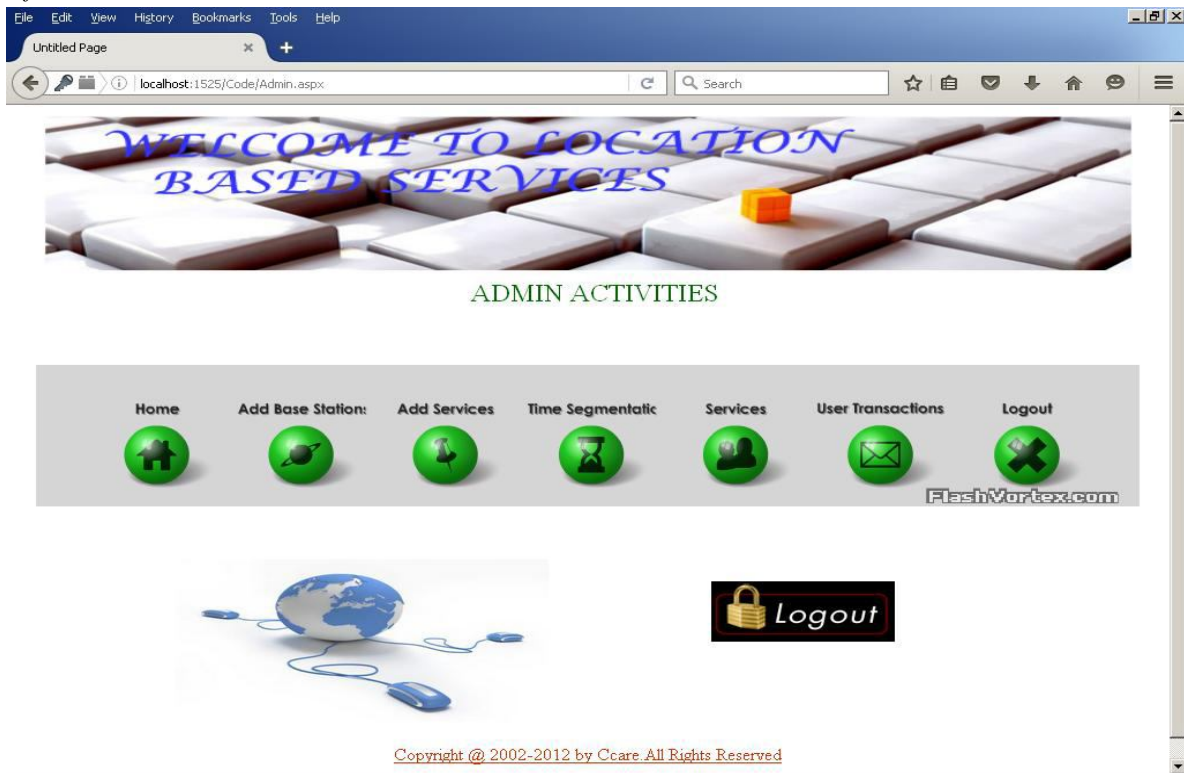 File Edit View History Bookmarks Tools Help
Untitled Page
localhost:1525/Code/Admin.aspx
Search
WELCOME TO LOCATION
BASED SERVICES
ADMIN ACTIVITIES
Home Add Base Station: Add Services Time Segmentatic Services User Transactions Logout
FlashVortex.com
Logout
Copyright @ 2002-2012 by Ccare.All Rights Reserved